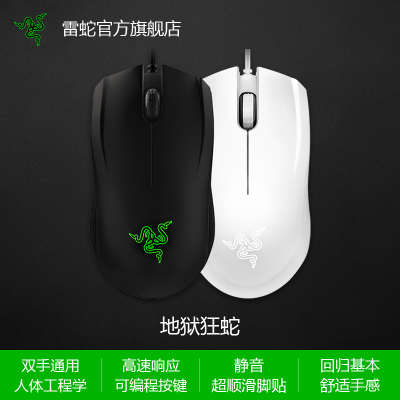 雷蛇官方旗舰店
地狱狂蛇
双手通用
人体工程学
高速响应
可编程按键
静音
超顺滑脚贴
回归基本
舒适手感